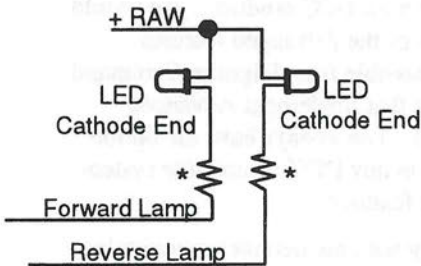 + RAW
LED
Cathode End
LED
Cathode End
*
*
Forward Lamp
Reverse Lamp